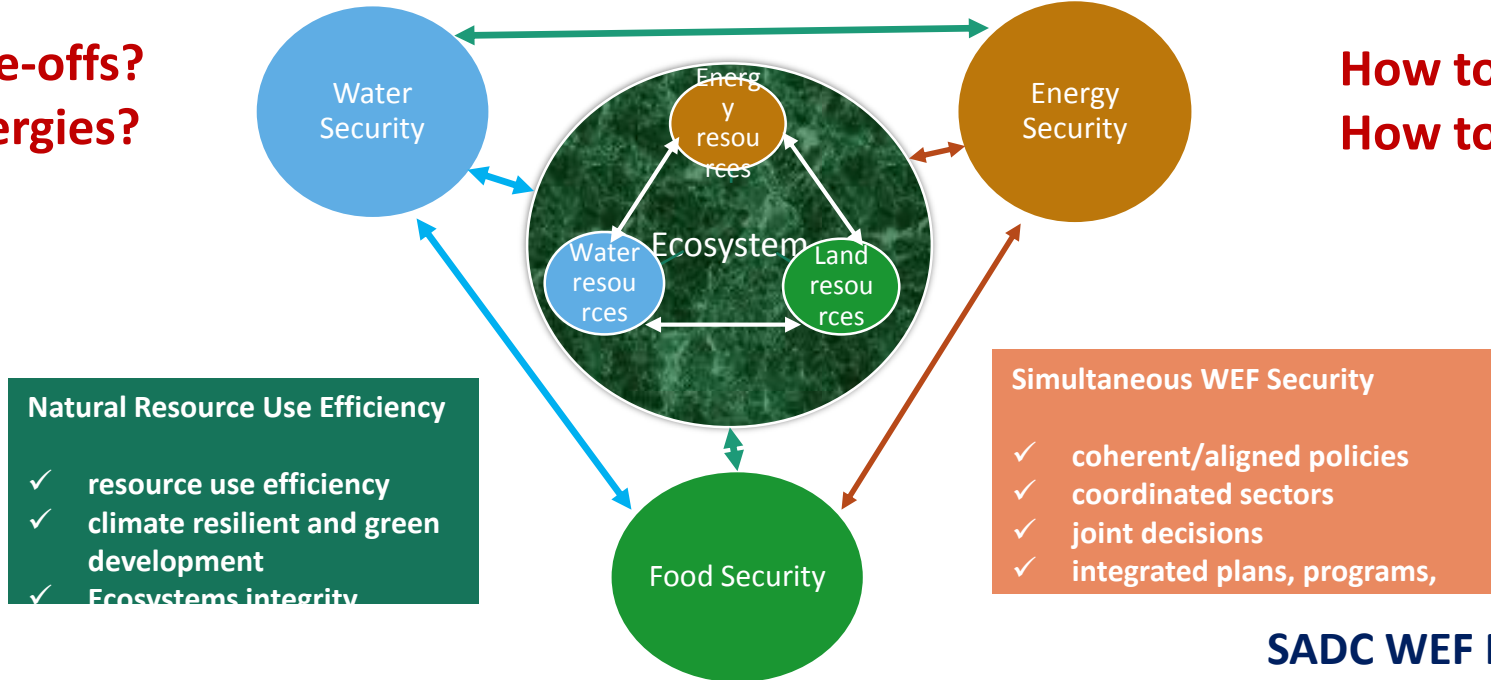 e-offs?
ergies?
Water
Security
Energ
y
resou
rces
Energy
Security
How to
How to
Ecosystem
Water
resou
rces
Land
resou
rces
Natural Resource Use Efficiency
✓ resource use efficiency
✓ climate resilient and green
development
✓ Ecosystems integrity
Food Security
Simultaneous WEF Security
✓ coherent/aligned policies
✓ coordinated sectors
✓ joint decisions
✓ integrated plans, programs,
SADC WEF